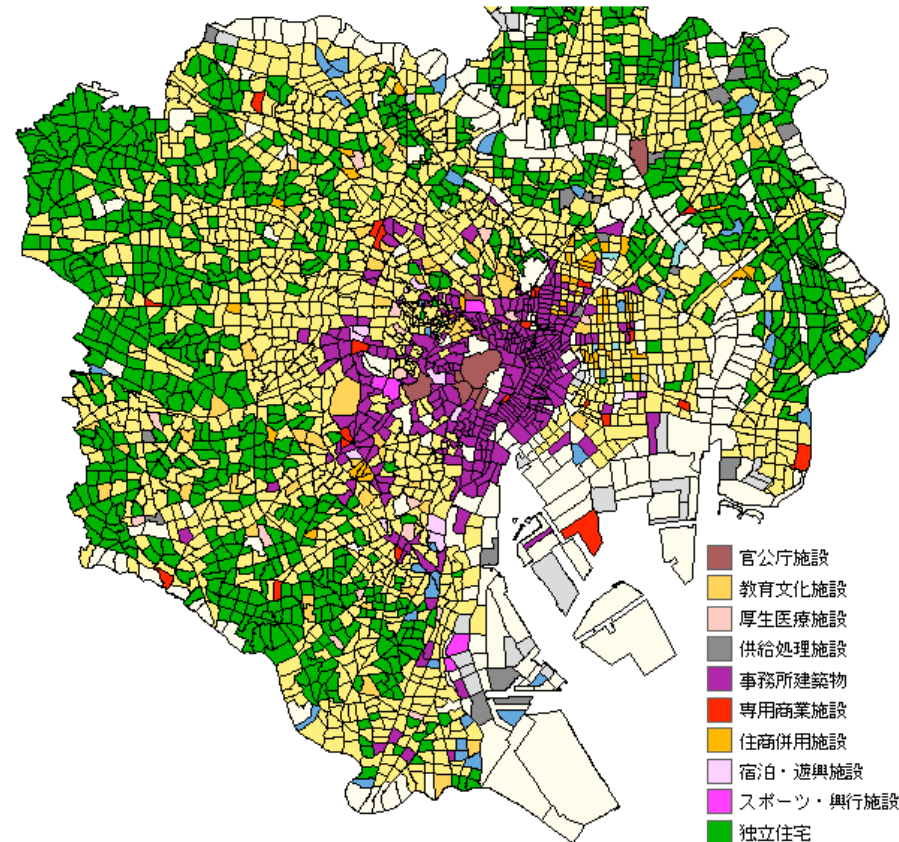 官公庁施設
教育文化施設
厚生医療施設
供給処理施設
事務所建築物
専用商業施設
住商併用施設
宿泊・遊興施設
スポーツ・興行施設
独立住宅